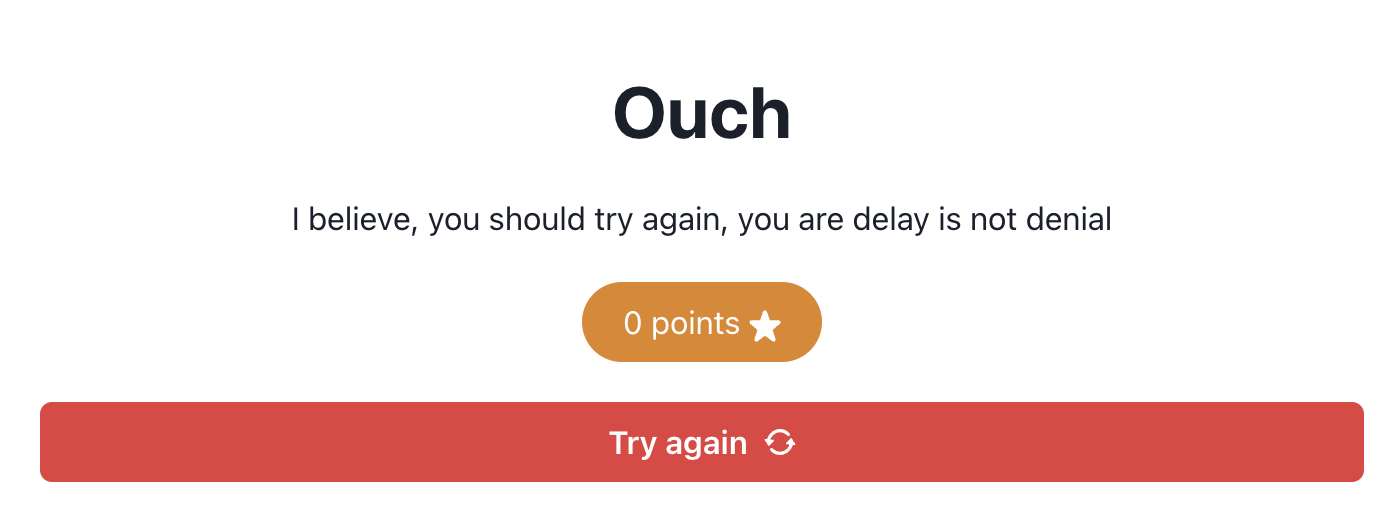 Ouch
I believe, you should try again, you are delay is not denial
0 points
Try again